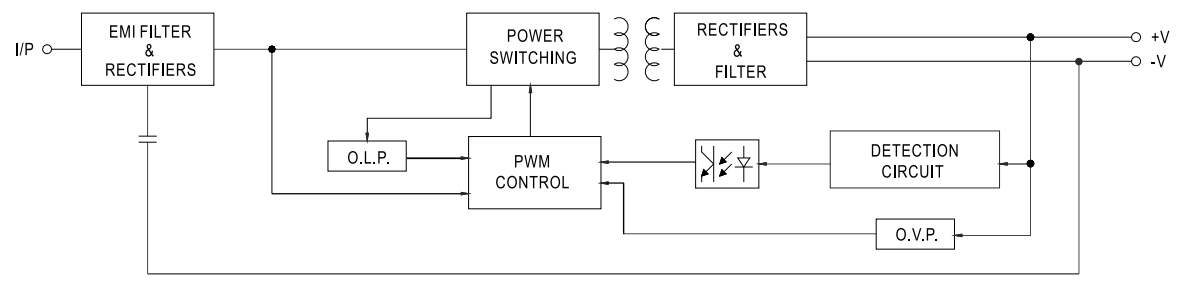 I/P
EMI FILTER
&
RECTIFIERS
POWER
SWITCHING
RECTIFIERS
&
FILTER
+V
-V
O.L.P.
PWM
CONTROL
DETECTION
CIRCUIT
O.V.P.